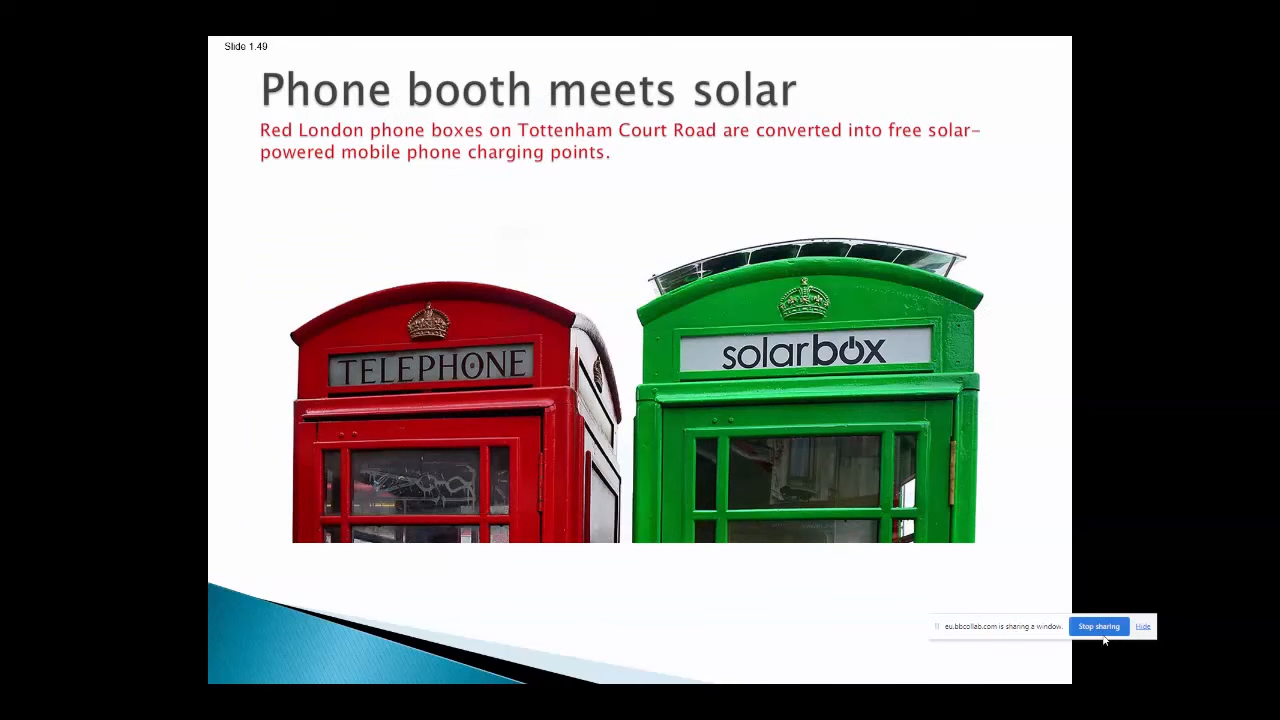 Slide 1.49
Phone booth meets solar
Red London phone boxes on Tottenham Court Road are converted into free solar-
powered mobile phone charging points.
TELEPHONE
solarbox
eu.bbcollab.com is sharing a window.
Stop sharing
Hide